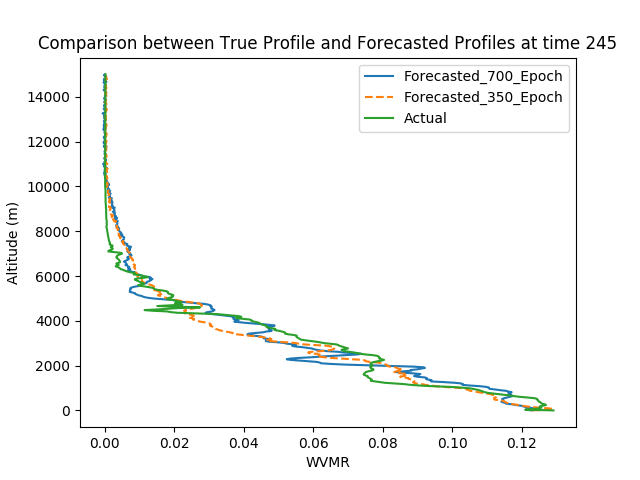 Comparison between True Profile and Forecasted Profiles at time 245
Forecasted_700_Epoch
Forecasted_350_Epoch
Actual
14000
12000
10000
8000
6000
4000
2000
0
Altitude (m)
0.00 0.02 0.04 0.06 0.08 0.10 0.12
WVMR